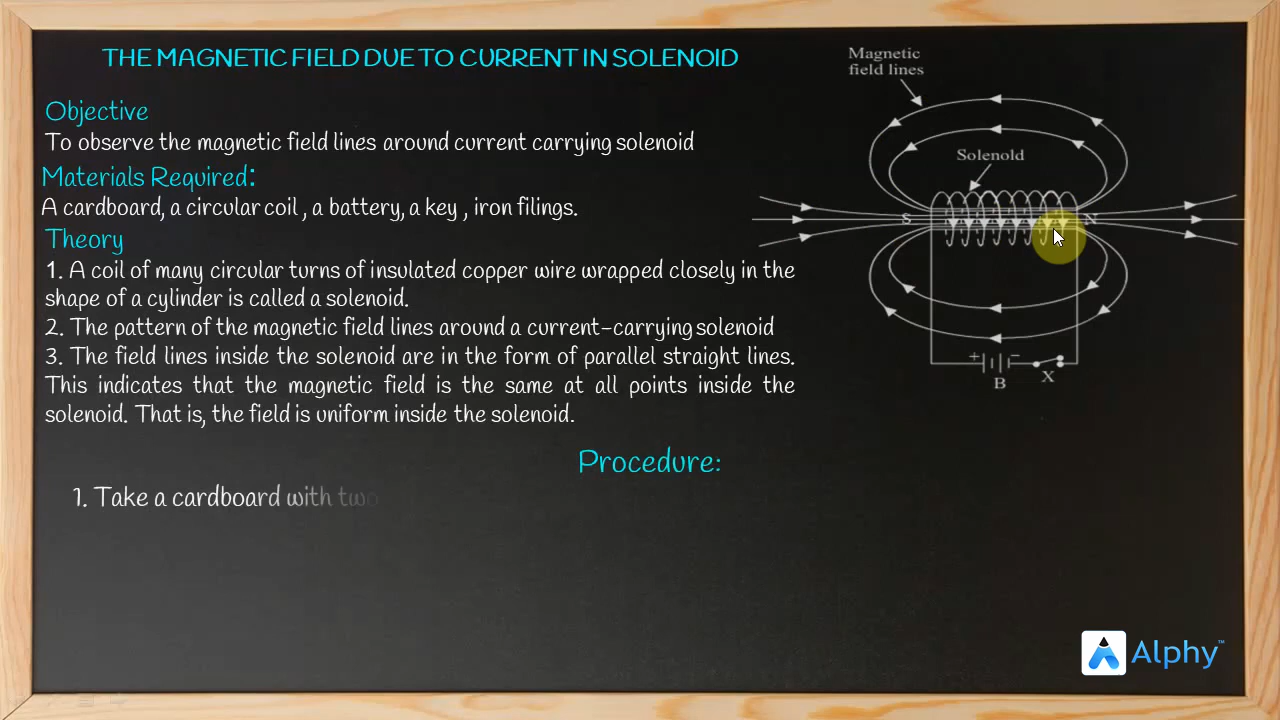 THE MAGNETIC FIELD DUE TO CURRENT IN SOLENOID
Objective
To observe the magnetic field lines around current carrying solenoid
Materials Required:
A cardboard, a circular coil , a battery, a key , iron filings.
Theory
1. A coil of many circular turns of insulated copper wire wrapped closely in the
shape of a cylinder is called a solenoid.
2. The pattern of the magnetic field lines around a current-carrying solenoid
3. The field lines inside the solenoid are in the form of parallel straight lines.
This indicates that the magnetic field is the same at all points inside the
solenoid. That is, the field is uniform inside the solenoid.
Procedure:
1. Take a cardboard with two
Magnetic
field lines
Solenoid
S
N
+
−
B
X
Alphy™